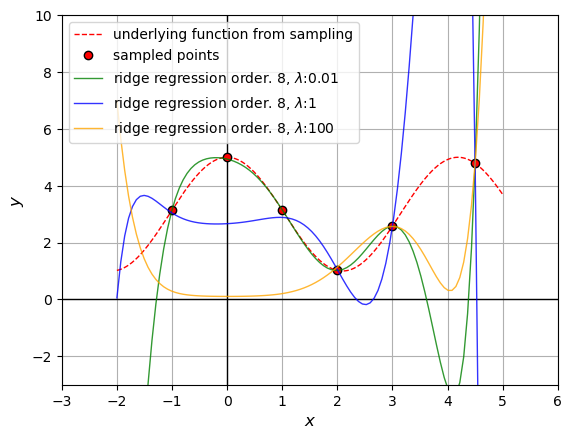 underlying function from sampling
sampled points
ridge regression order. 8, λ:0.01
ridge regression order. 8, λ:1
ridge regression order. 8, λ:100
10
8
6
4
2
0
−2
y
−3 −2 −1 0 1 2 3 4 5 6
x